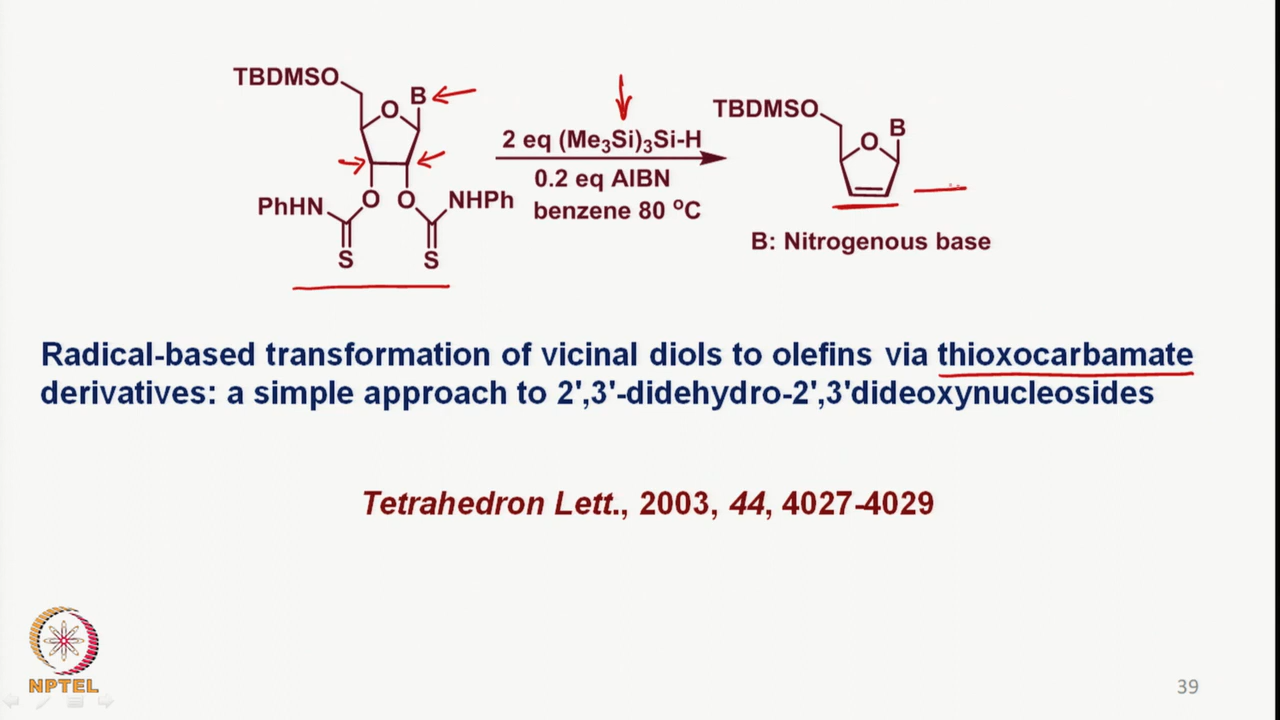 TBDMSO
O
B
PhHN
O
O
NHPh
S
S
2 eq (Me₃Si)₃Si-H
0.2 eq AIBN
benzene 80 ºC
TBDMSO
O
B
B: Nitrogenous base
Radical-based transformation of vicinal diols to olefins via thioxocarbamate
derivatives: a simple approach to 2',3'-didehydro-2',3'dideoxynucleosides
Tetrahedron Lett., 2003, 44, 4027-4029
NPTEL
39